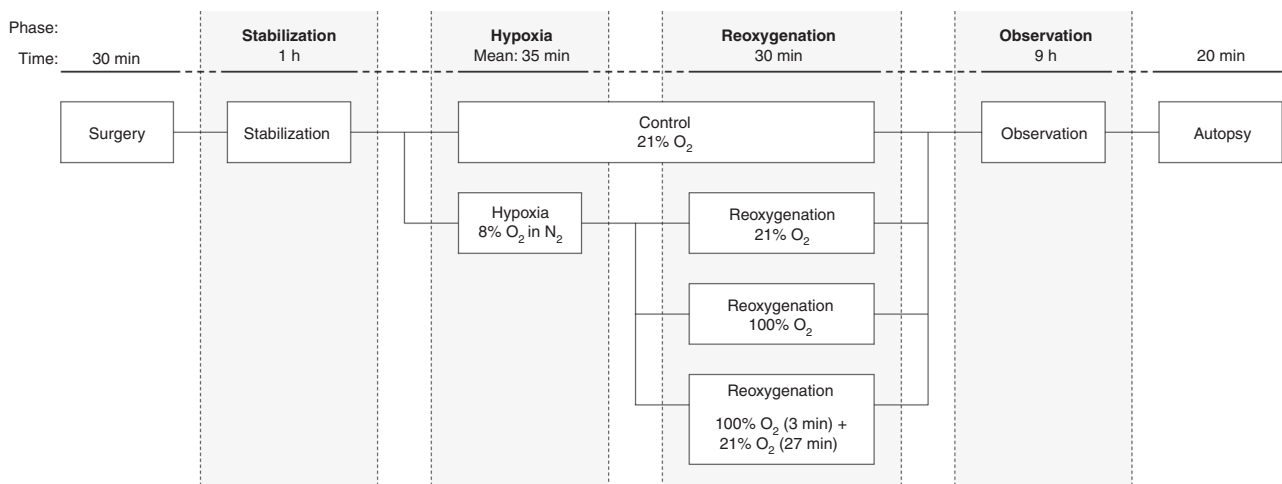 Phase:
Stabilization
Hypoxia
Reoxygenation
Observation
Time:
30 min
1 h
Mean: 35 min
30 min
9 h
20 min
Surgery
Stabilization
Control
21% O₂
Observation
Autopsy
Hypoxia
8% O₂ in N₂
Reoxygenation
21% O₂
Reoxygenation
100% O₂
Reoxygenation
100% O₂ (3 min) +
21% O₂ (27 min)